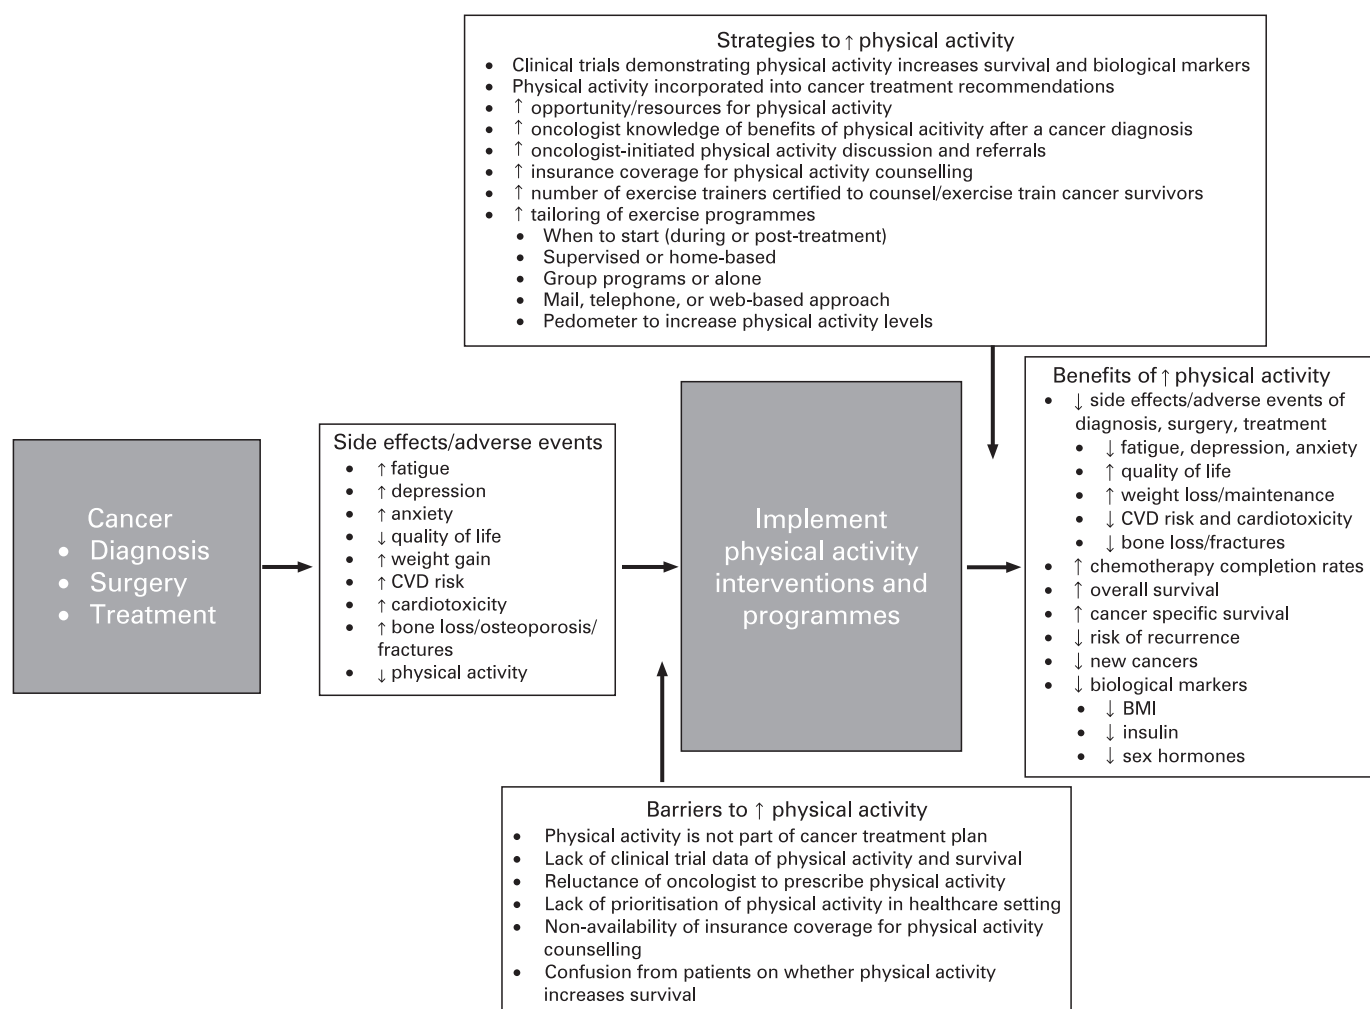 Strategies to ↑ physical activity
• Clinical trials demonstrating physical activity increases survival and biological markers
• Physical activity incorporated into cancer treatment recommendations
• ↑ opportunity/resources for physical activity
• ↑ oncologist knowledge of benefits of physical acitivity after a cancer diagnosis
• ↑ oncologist-initiated physical activity discussion and referrals
• ↑ insurance coverage for physical activity counselling
• ↑ number of exercise trainers certified to counsel/exercise train cancer survivors
• ↑ tailoring of exercise programmes
• When to start (during or post-treatment)
• Supervised or home-based
• Group programs or alone
• Mail, telephone, or web-based approach
• Pedometer to increase physical activity levels
Cancer
• Diagnosis
• Surgery
• Treatment
Side effects/adverse events
• ↑ fatigue
• ↑ depression
• ↑ anxiety
• ↓ quality of life
• ↑ weight gain
• ↑ CVD risk
• ↑ cardiotoxicity
• ↑ bone loss/osteoporosis/
fractures
• ↓ physical activity
Implement
physical activity
interventions and
programmes
Benefits of ↑ physical activity
• ↓ side effects/adverse events of
diagnosis, surgery, treatment
• ↓ fatigue, depression, anxiety
• ↑ quality of life
• ↑ weight loss/maintenance
• ↓ CVD risk and cardiotoxicity
• ↓ bone loss/fractures
• ↑ chemotherapy completion rates
• ↑ overall survival
• ↑ cancer specific survival
• ↓ risk of recurrence
• ↓ new cancers
• ↓ biological markers
• ↓ BMI
• ↓ insulin
• ↓ sex hormones
Barriers to ↑ physical activity
• Physical activity is not part of cancer treatment plan
• Lack of clinical trial data of physical activity and survival
• Reluctance of oncologist to prescribe physical activity
• Lack of prioritisation of physical activity in healthcare setting
• Non-availability of insurance coverage for physical activity
counselling
• Confusion from patients on whether physical activity
increases survival